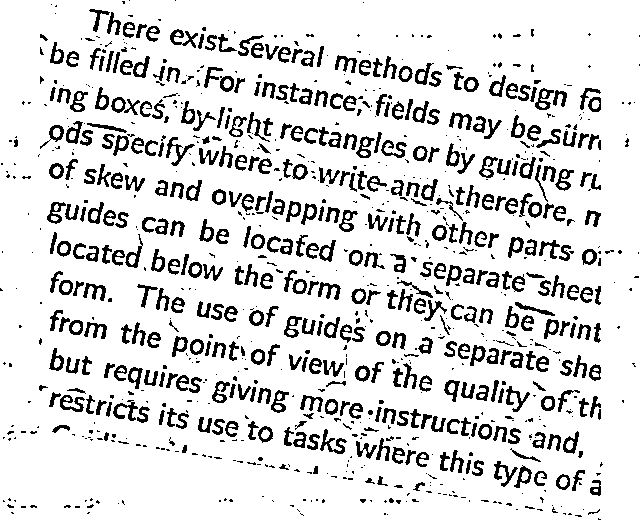 There exist several methods to design fo
be filled in. For instance, fields may be surr
ing boxes, by light rectangles or by guiding ru
ods specify where to write and, therefore, m
of skew and overlapping with other parts o
guides can be located on a separate sheet
located below the form or they can be print
form. The use of guides on a separate she
from the point of view of the quality of th
but requires giving more instructions and,
restricts its use to tasks where this type of a